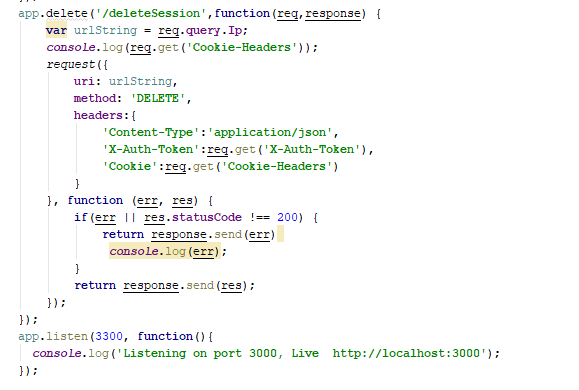 app.delete('/deleteSession',function(req,response) {
var urlString = req.query.Ip;
console.log(req.get('Cookie-Headers'));
request({
uri: urlString,
method: 'DELETE',
headers:{
'Content-Type':'application/json',
'X-Auth-Token':req.get('X-Auth-Token'),
'Cookie':req.get('Cookie-Headers')
}
}, function (err, res) {
if(err || res.statusCode !== 200) {
return response.send(err)
console.log(err);
}
return response.send(res);
});
});
app.listen(3300, function(){
console.log('Listening on port 3000, Live  http://localhost:3000');
});